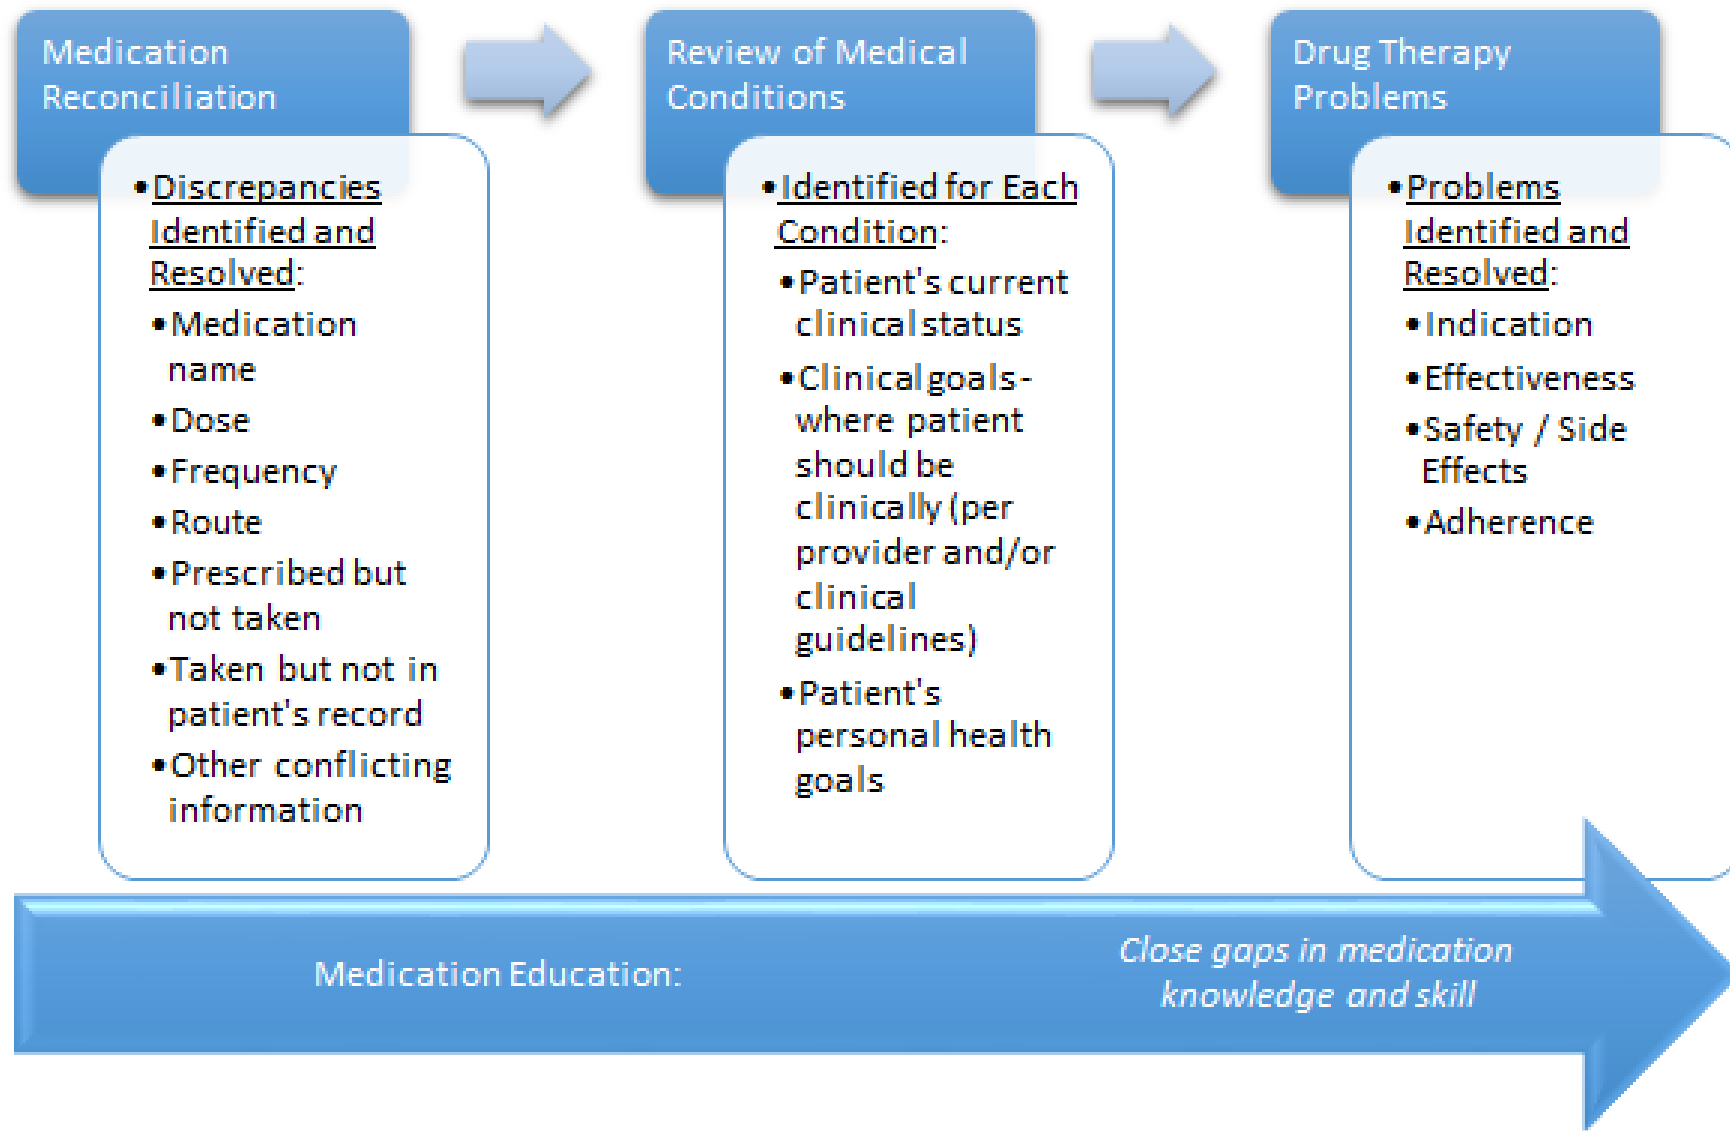 Medication
Reconciliation
•Discrepancies
Identified and
Resolved:
•Medication
name
•Dose
•Frequency
•Route
•Prescribed but
not taken
•Taken but not in
patient's record
•Other conflicting
information
Review of Medical
Conditions
•Identified for Each
Condition:
•Patient's current
clinical status
•Clinical goals-
where patient
should be
clinically (per
provider and/or
clinical
guidelines)
•Patient's
personal health
goals
Drug Therapy
Problems
•Problems
Identified and
Resolved:
•Indication
•Effectiveness
•Safety / Side
Effects
•Adherence
Medication Education:
Close gaps in medication
knowledge and skill